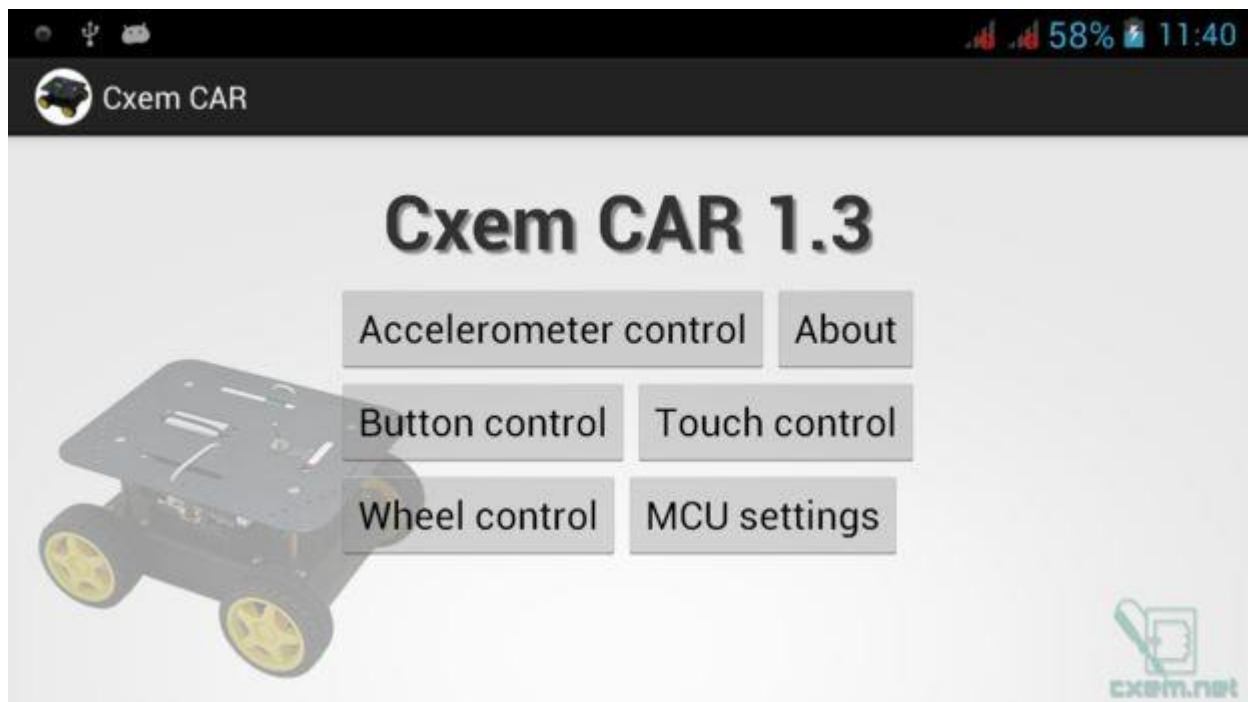 58% 11:40
Cxem CAR
Cxem CAR 1.3
Accelerometer control About
Button control Touch control
Wheel control MCU settings
cxem.net